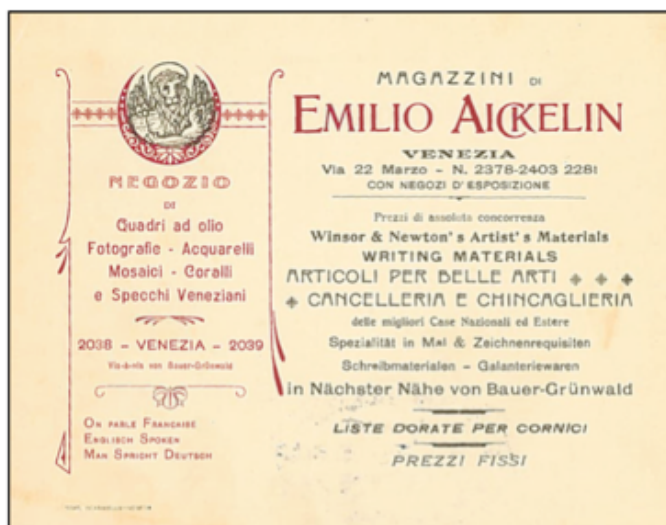 NEGOZIO
DI
Quadri ad olio
Fotografie - Acquarelli
Mosaici - Coralli
e Specchi Veneziani
2038 - VENEZIA - 2039
Vis-à-vis von Bauer-Grünwald
ON PARLE FRANCAISE
ENGLISCH SPOKEN
MAN SPRICHT DEUTSCH
MAGAZZINI DI
EMILIO AICKELIN
VENEZIA
Via 22 Marzo - N. 2378-2403 2281
CON NEGOZI D'ESPOSIZIONE
Prezzi di assoluta concorrenza
Winsor & Newton's Artist's Materials
WRITING MATERIALS
ARTICOLI PER BELLE ARTI
CANCELLERIA E CHINCAGLIERIA
delle migliori Case Nazionali ed Estere
Spezialität in Mal & Zeichnenrequisiten
Schreibmaterialen - Galanteriewaren
in Nächster Nähe von Bauer-Grünwald
LISTE DORATE PER CORNICI
PREZZI FISSI